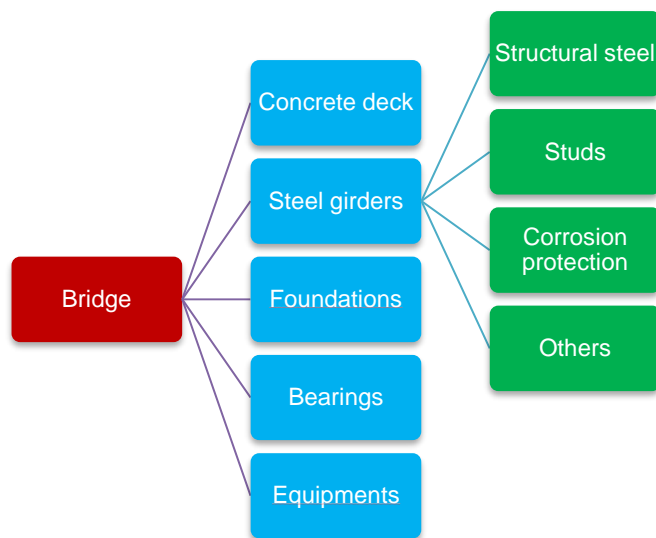 Bridge
Concrete deck
Steel girders
Foundations
Bearings
Equipments
Structural steel
Studs
Corrosion
protection
Others